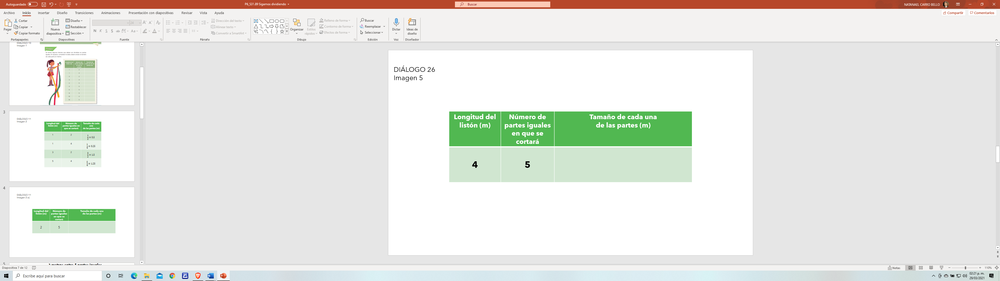 Autoguardado
P6_S31.89 Sigamos dividiendo
Buscar
NATANAEL CARRO BELLO
Archivo Inicio Insertar Diseño Transiciones Animaciones Presentación con diapositivas Revisar Vista Ayuda
Compartir Comentarios
Pegar
Cortar
Copiar
Copiar formato
Portapapeles
Nueva
diapositiva
Diseño
Restablecer
Sección
Diapositivas
24
N K S S ab AV Aa A
Fuente
Dirección del texto
Alinear texto
Convertir a SmartArt
Párrafo
Organizar
Estilos
rápidos
Relleno de forma
Contorno de forma
Efectos de forma
Dibujo
Buscar
Reemplazar
Seleccionar
Edición
Dictar
Voz
Ideas de
diseño
Diseñador
DIÁLOGO 10
Imagen 1
3
DIÁLOGO 11
Imagen 2
Longitud del
listón (m)
Número de
partes iguales en
que se cortará
Tamaño de cada
una
de las partes (m)
1 2 1/2 = 0.5
1 4 1/4 = 0.25
3 2 3/2 = 1.5
5 4 5/4 = 1.25
4
DIÁLOGO 11
Imagen 2-a)
Longitud del
listón (m)
Número de
partes iguales
en que se
cortará
Tamaño de cada una
de las partes (m)
2 5
5
2 metros entre 5 partes iguales
DIÁLOGO 26
Imagen 5
Longitud del
listón (m)
Número de
partes iguales
en que se
cortará
Tamaño de cada una
de las partes (m)
4 5
Diapositiva 7 de 12
Notas
110%
Escribe aquí para buscar
02:21 p. m.
29/03/2021